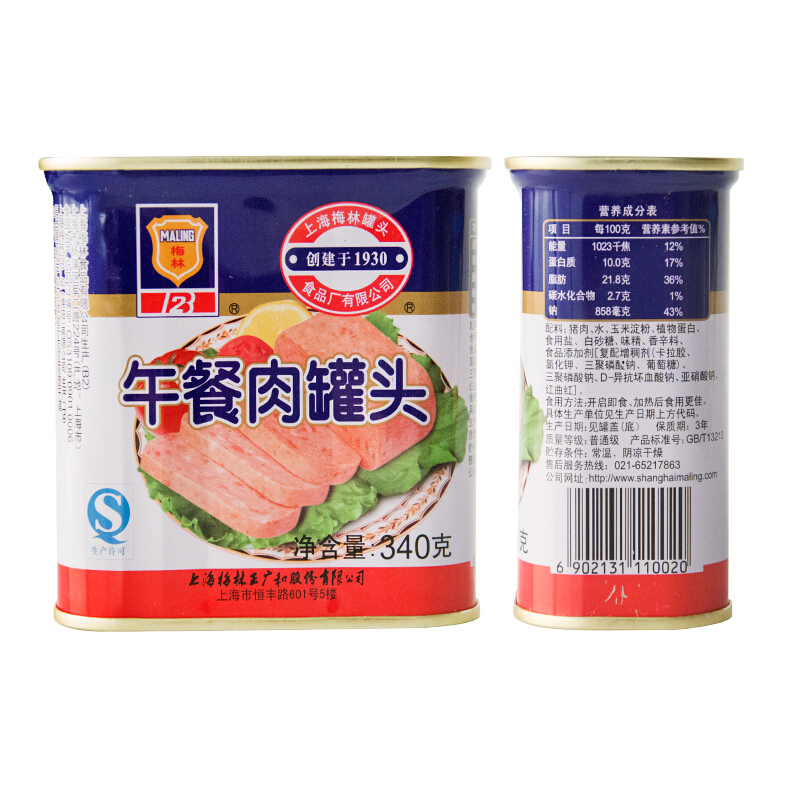 MALING
梅林
B2
®
上海梅林罐头
创建于1930
食品厂有限公司
®
午餐肉罐头
生产许可
净含量:340克
上海梅林正广和股份有限公司
上海市恒丰路601号5楼
营养成分表
项目 每100克 营养素参考值%
能量 1023千焦 12%
蛋白质 10.0克 17%
脂肪 21.8克 36%
碳水化合物 2.7克 1%
钠 858毫克 43%
配料:猪肉、水、玉米淀粉、植物蛋白、
食用盐、白砂糖、味精、香辛料、
食品添加剂[复配增稠剂(卡拉胶、
氯化钾、三聚磷酸钠、葡萄糖)、
三聚磷酸钠、D-异抗坏血酸钠、亚硝酸钠、
红曲红]。
食用方法:开启即食、加热后食用更佳。
具体生产单位见生产日期上方代码。
生产日期:见罐盖(底) 保质期:3年
质量等级:普通级 产品标准号:GB/T13213
贮存条件:常温、阴凉干燥
售后服务热线:021-65217863
公司网址:http://www.shanghaimaling.com
克
6 902131 110020